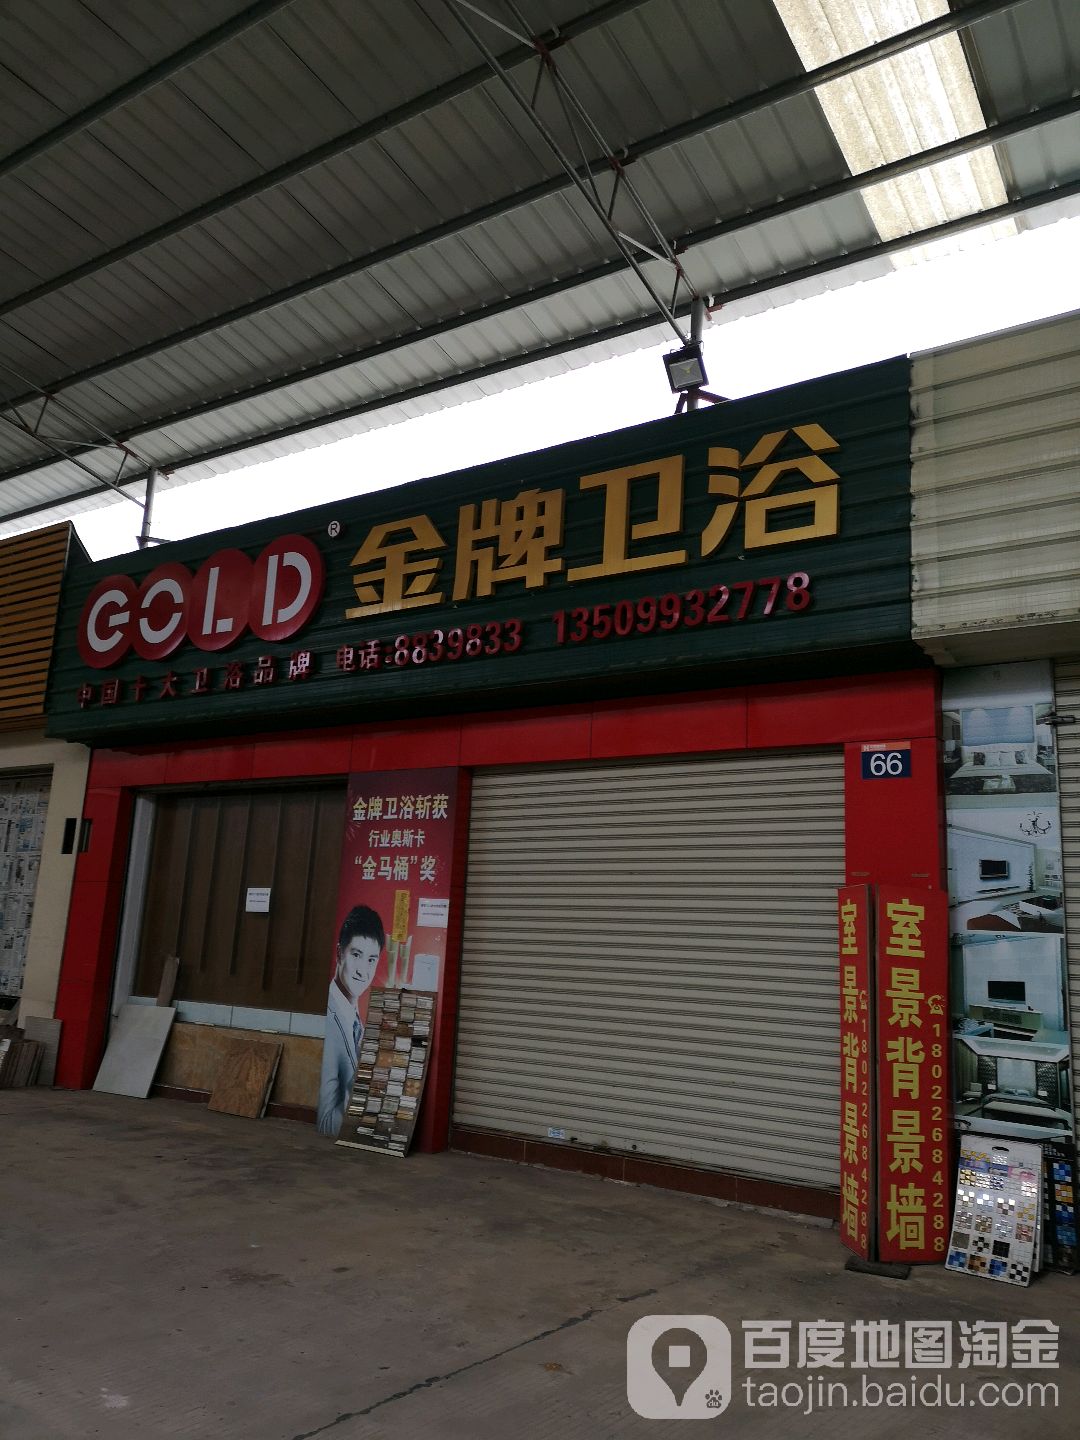 GOLD ® 金牌卫浴
中国十大卫浴品牌 电话:8839833 13509932778
66
金牌卫浴斩获
行业奥斯卡
“金马桶”奖
室景背景墙 18022684288
室景背景墙 18022684288
百度地图淘金
taojin.baidu.com